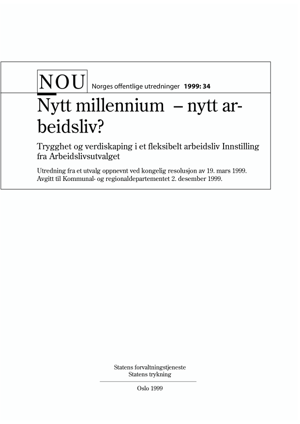 NOU Norges offentlige utredninger 1999: 34
Nytt millennium – nytt ar-
beidsliv?
Trygghet og verdiskaping i et fleksibelt arbeidsliv Innstilling
fra Arbeidslivsutvalget
Utredning fra et utvalg oppnevnt ved kongelig resolusjon av 19. mars 1999.
Avgitt til Kommunal- og regionaldepartementet 2. desember 1999.
Statens forvaltningstjeneste
Statens trykning
Oslo 1999